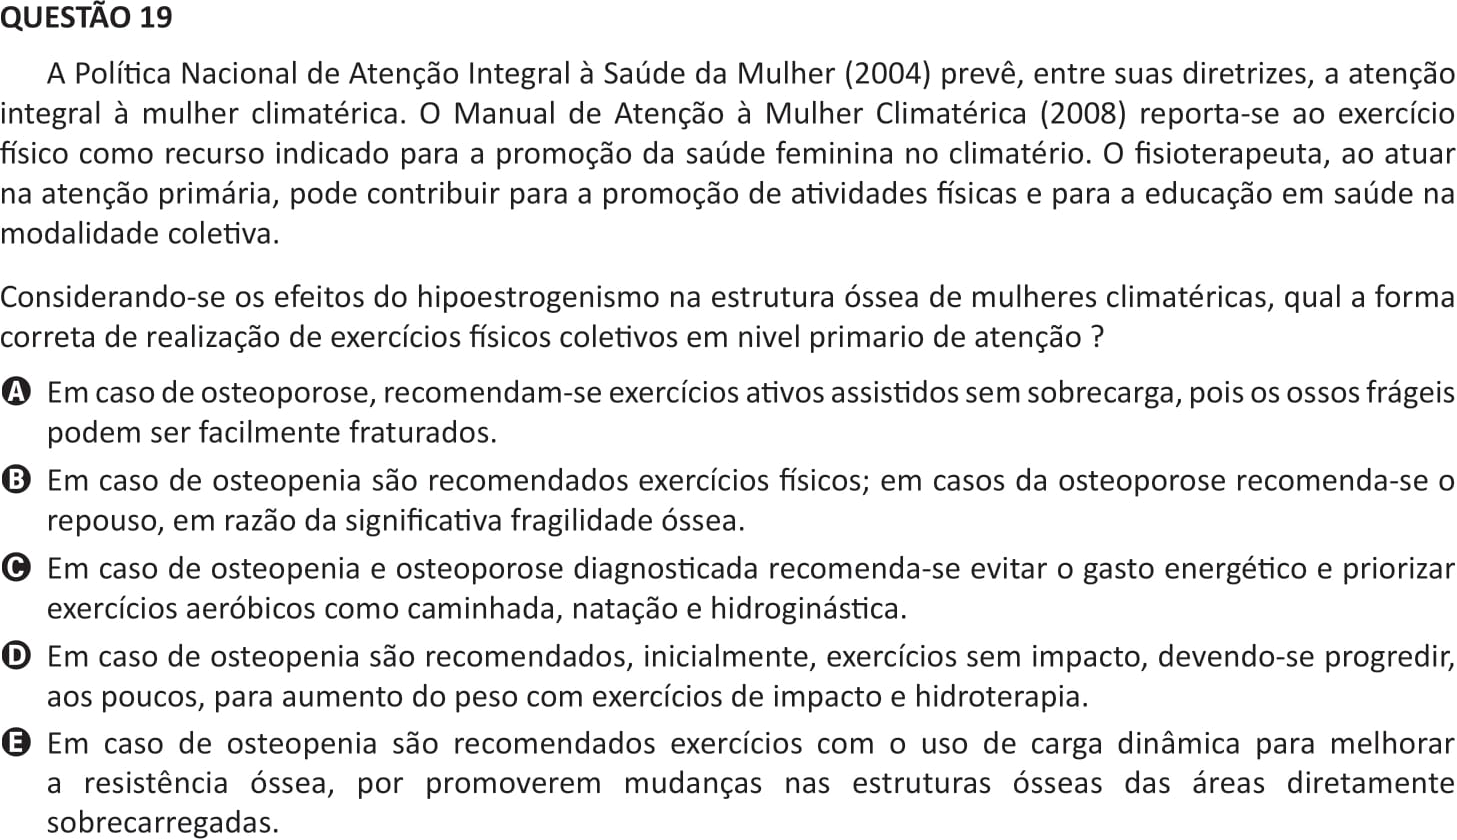 QUESTÃO 19
A Política Nacional de Atenção Integral à Saúde da Mulher (2004) prevê, entre suas diretrizes, a atenção
integral à mulher climatérica. O Manual de Atenção à Mulher Climatérica (2008) reporta-se ao exercício
físico como recurso indicado para a promoção da saúde feminina no climatério. O fisioterapeuta, ao atuar
na atenção primária, pode contribuir para a promoção de atividades físicas e para a educação em saúde na
modalidade coletiva.
Considerando-se os efeitos do hipoestrogenismo na estrutura óssea de mulheres climatéricas, qual a forma
correta de realização de exercícios físicos coletivos em nivel primario de atenção ?
A Em caso de osteoporose, recomendam-se exercícios ativos assistidos sem sobrecarga, pois os ossos frágeis
podem ser facilmente fraturados.
B Em caso de osteopenia são recomendados exercícios físicos; em casos da osteoporose recomenda-se o
repouso, em razão da significativa fragilidade óssea.
C Em caso de osteopenia e osteoporose diagnosticada recomenda-se evitar o gasto energético e priorizar
exercícios aeróbicos como caminhada, natação e hidroginástica.
D Em caso de osteopenia são recomendados, inicialmente, exercícios sem impacto, devendo-se progredir,
aos poucos, para aumento do peso com exercícios de impacto e hidroterapia.
E Em caso de osteopenia são recomendados exercícios com o uso de carga dinâmica para melhorar
a resistência óssea, por promoverem mudanças nas estruturas ósseas das áreas diretamente
sobrecarregadas.